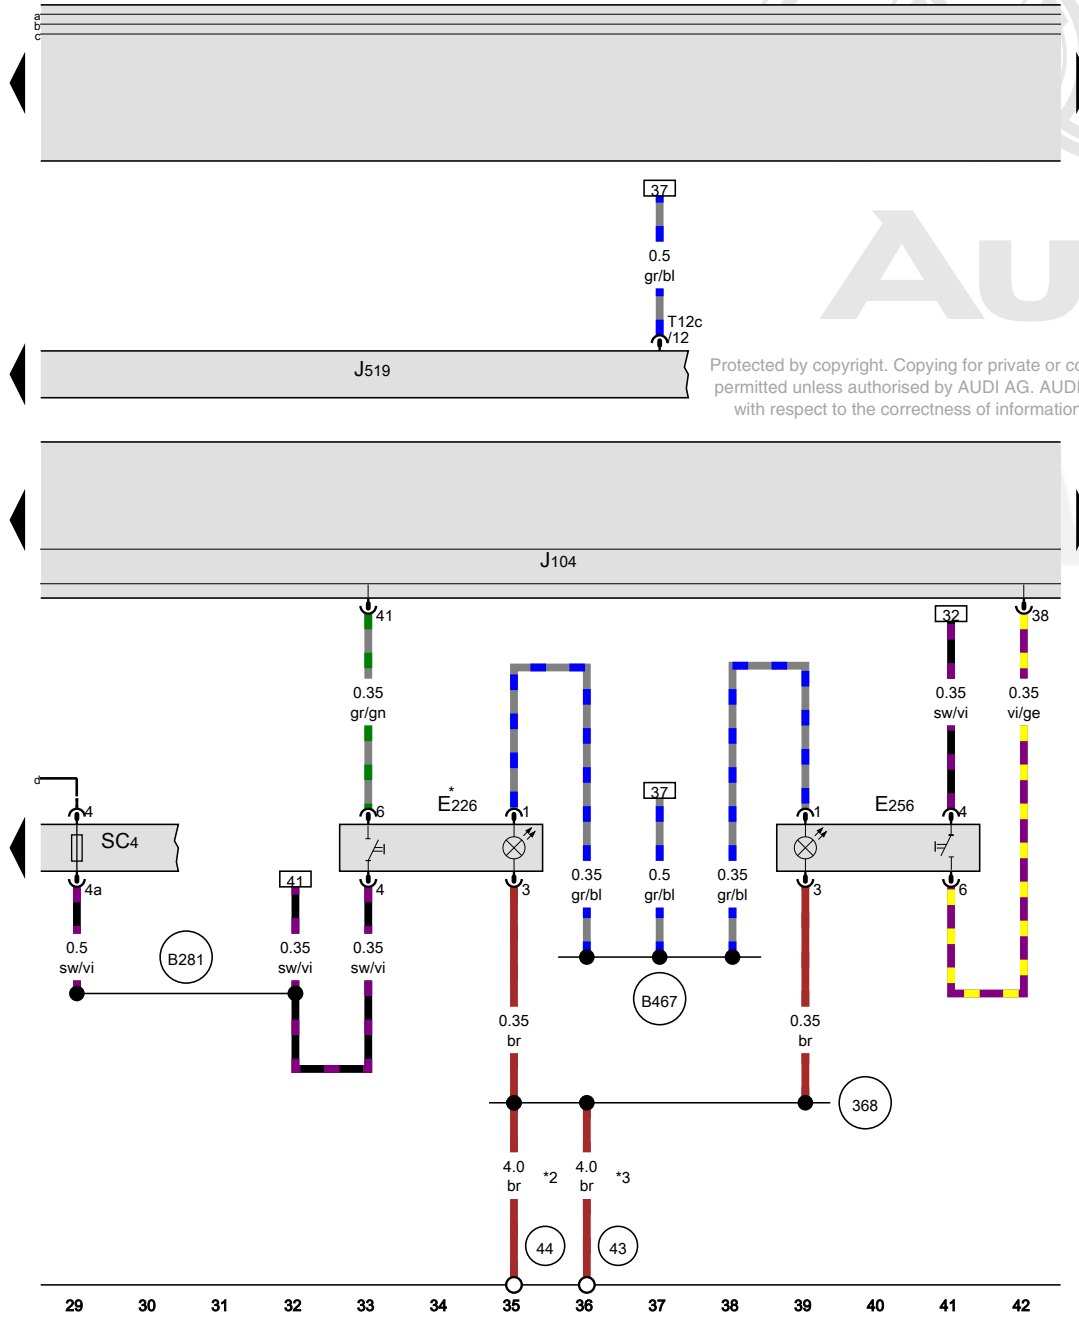 a
b
c
37
0.5
gr/bl
T12c
/12
J519
Au
Protected by copyright. Copying for private or co
permitted unless authorised by AUDI AG. AUDI
with respect to the correctness of information
J104
41
32
38
0.35
gr/gn
0.35
sw/vi
0.35
vi/ge
d
4
6
*
E226
1
37
1
E256
4
SC4
4a
41
4
3
0.35
gr/bl
0.5
gr/bl
0.35
gr/bl
3
6
0.5
sw/vi
B281
0.35
sw/vi
0.35
sw/vi
B467
0.35
br
0.35
br
368
4.0
br
*2
4.0
br
*3
44
43
29 30 31 32 33 34 35 36 37 38 39 40 41 42